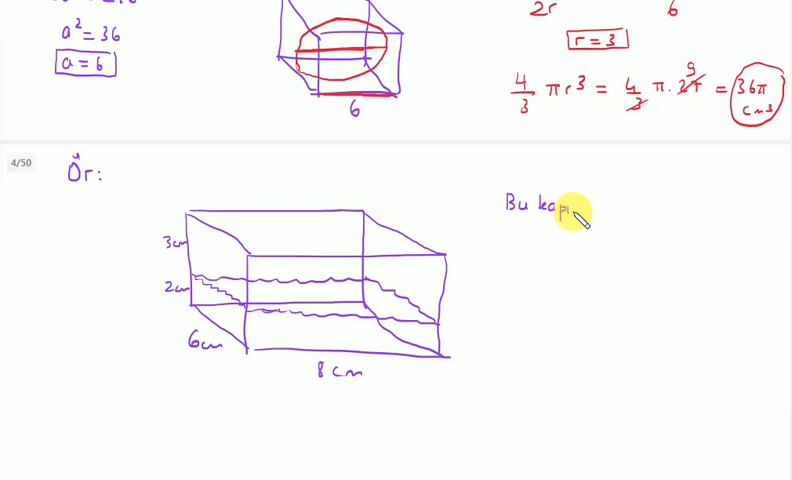 a² = 36
a = 6
6
2r
6
r = 3
4/3 πr³ = 4/3 π. 27 9 = 36π cm³
4/50
Ör:
3cm
2cm
6cm
8 cm
Bu kapı